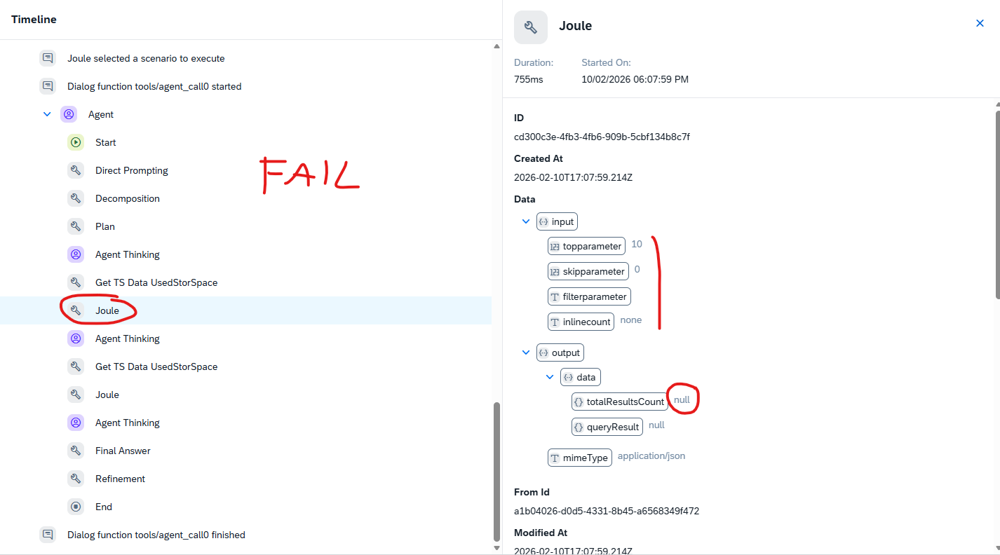 Timeline
Joule selected a scenario to execute
Dialog function tools/agent_call0 started
Agent
Start
Direct Prompting
FAIL
Decomposition
Plan
Agent Thinking
Get TS Data UsedStorSpace
Joule
Agent Thinking
Get TS Data UsedStorSpace
Joule
Agent Thinking
Final Answer
Refinement
End
Dialog function tools/agent_call0 finished
Joule
Duration: Started On:
755ms 10/02/2026 06:07:59 PM
ID
cd300c3e-4fb3-4fb6-909b-5cbf134b8c7f
Created At
2026-02-10T17:07:59.214Z
Data
{··} input
123 topparameter 10
123 skipparameter 0
T filterparameter
T inlinecount none
{··} output
{··} data
{} totalResultsCount null
{} queryResult null
T mimeType application/json
From Id
a1b04026-d0d5-4331-8b45-a6568349f472
Modified At
2026-02-10T17:07:59.214Z